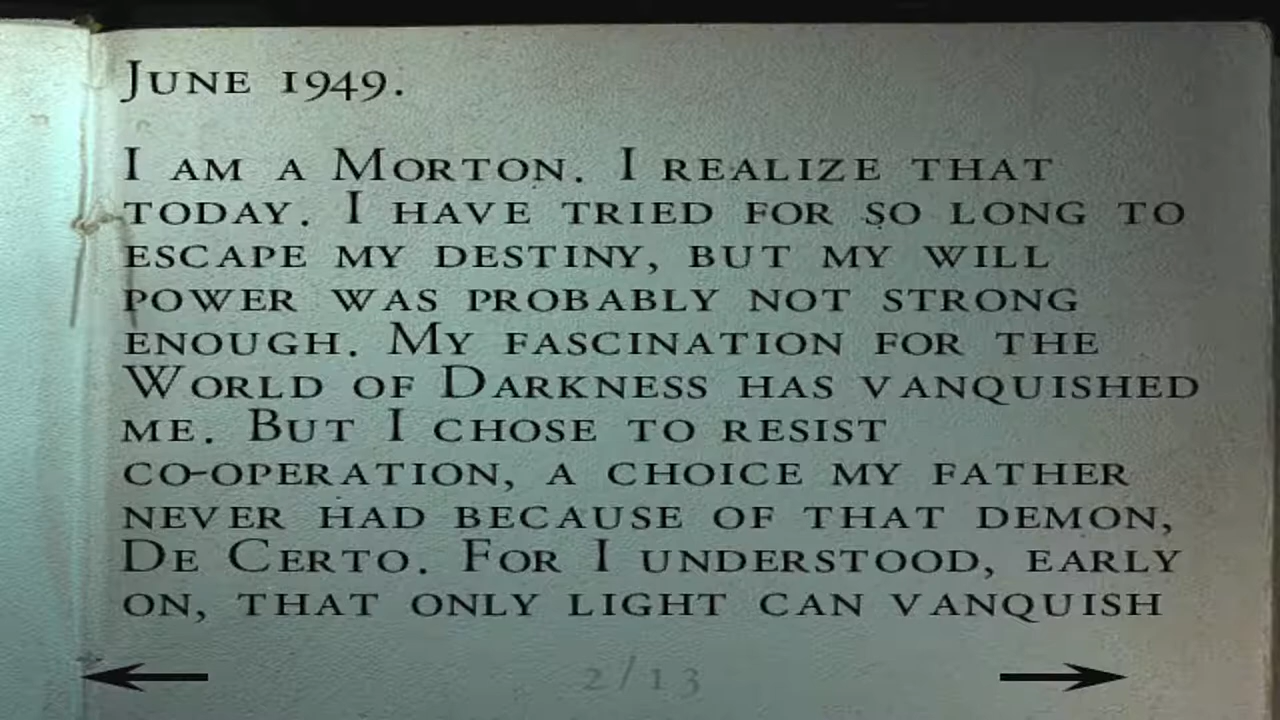 June 1949.
I am a Morton. I realize that
today. I have tried for so long to
escape my destiny, but my will
power was probably not strong
enough. My fascination for the
World of Darkness has vanquished
me. But I chose to resist
co-operation, a choice my father
never had because of that demon,
De Certo. For I understood, early
on, that only light can vanquish
2/13